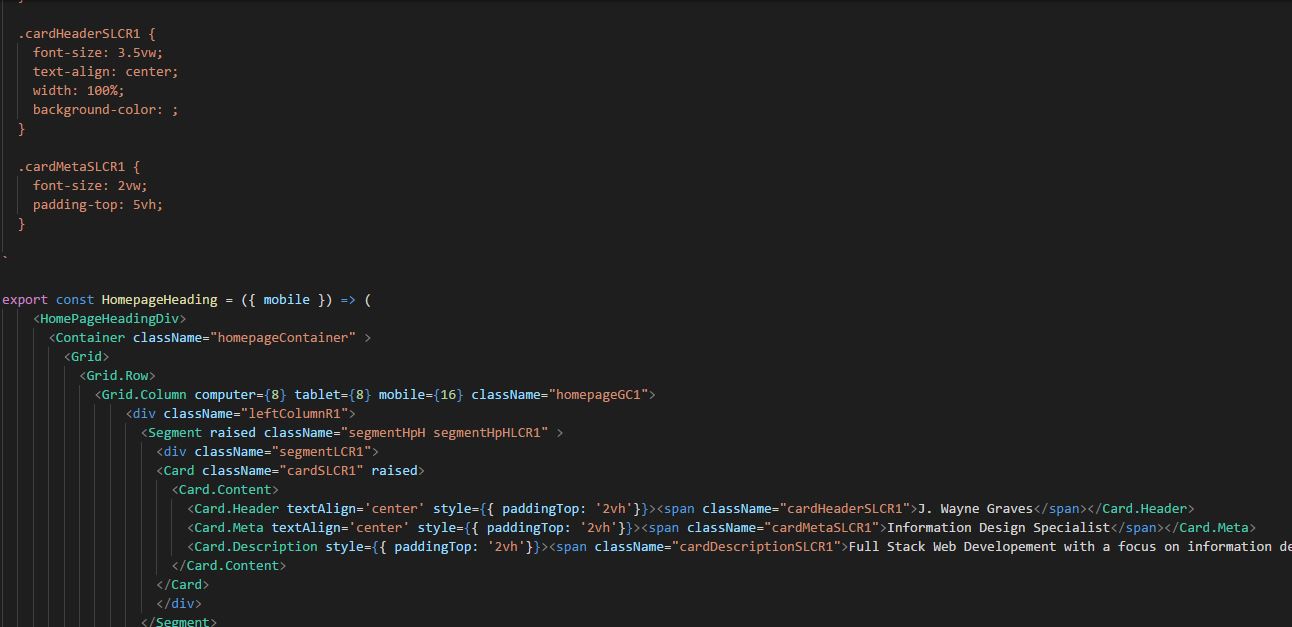 }
.cardHeaderSLCR1 {
font-size: 3.5vw;
text-align: center;
width: 100%;
background-color: ;
}
.cardMetaSLCR1 {
font-size: 2vw;
padding-top: 5vh;
}
`
export const HomepageHeading = ({ mobile }) => (
<HomePageHeadingDiv>
<Container className="homepageContainer" >
<Grid>
<Grid.Row>
<Grid.Column computer={8} tablet={8} mobile={16} className="homepageGC1">
<div className="leftColumnR1">
<Segment raised className="segmentHpH segmentHpHLCR1" >
<div className="segmentLCR1">
<Card className="cardSLCR1" raised>
<Card.Content>
<Card.Header textAlign='center' style={{ paddingTop: '2vh'}}><span className="cardHeaderSLCR1">J. Wayne Graves</span></Card.Header>
<Card.Meta textAlign='center' style={{ paddingTop: '2vh'}}><span className="cardMetaSLCR1">Information Design Specialist</span></Card.Meta>
<Card.Description style={{ paddingTop: '2vh'}}><span className="cardDescriptionSLCR1">Full Stack Web Developement with a focus on information de
</Card.Content>
</Card>
</div>
</Segment>